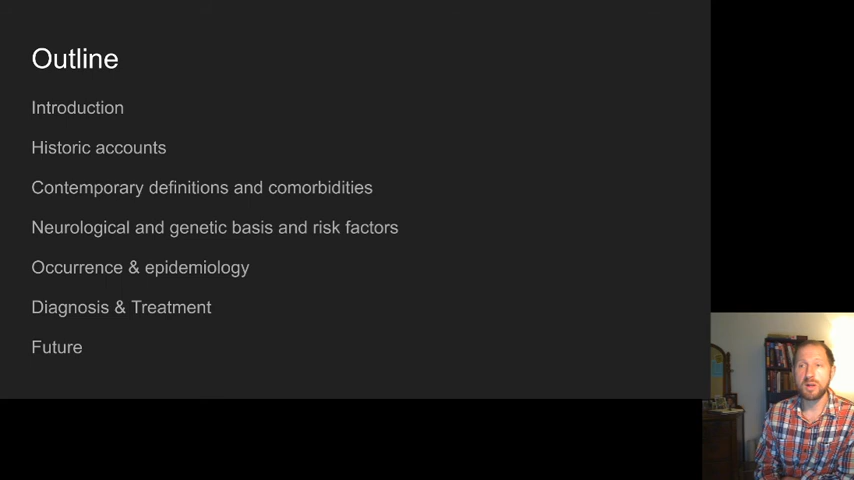 Outline
Introduction
Historic accounts
Contemporary definitions and comorbidities
Neurological and genetic basis and risk factors
Occurrence & epidemiology
Diagnosis & Treatment
Future